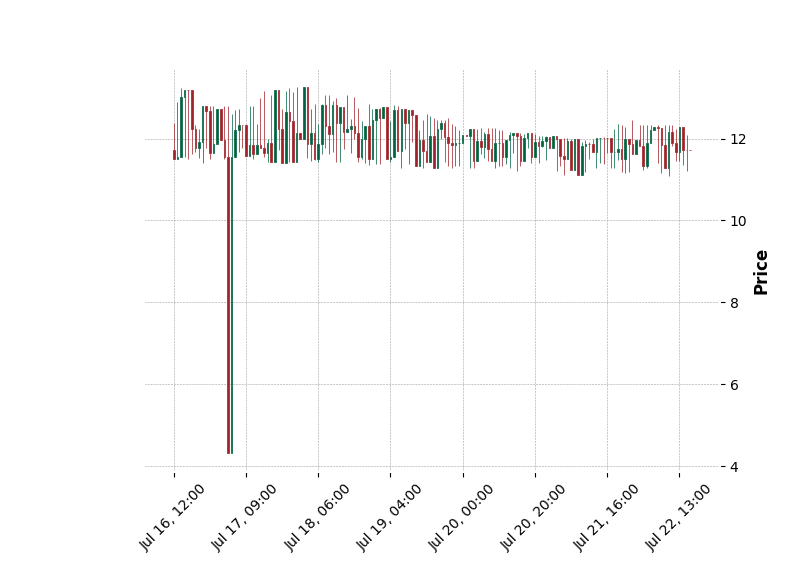 12
10
8
6
4
Price
Jul 16, 12:00
Jul 17, 09:00
Jul 18, 06:00
Jul 19, 04:00
Jul 20, 00:00
Jul 20, 20:00
Jul 21, 16:00
Jul 22, 13:00